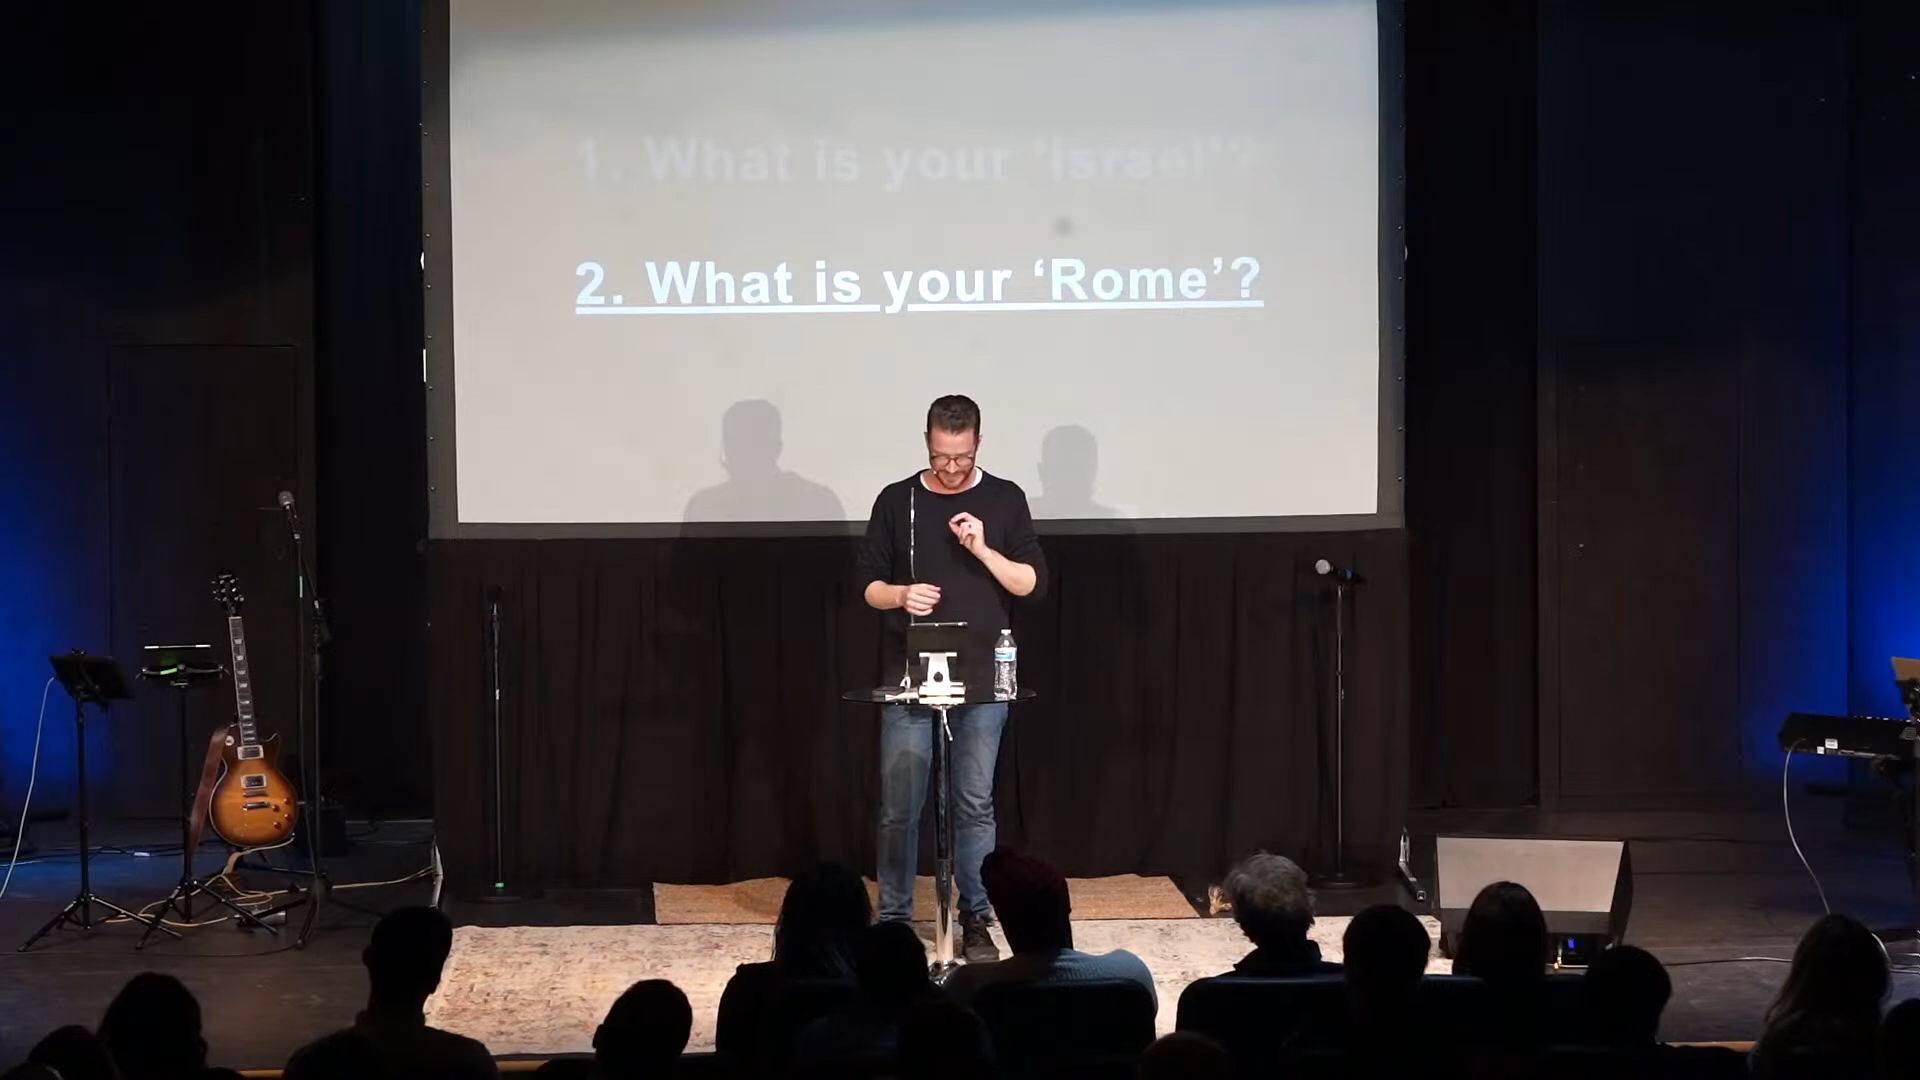 1. What is your 'Israel'?
2. What is your ‘Rome’?